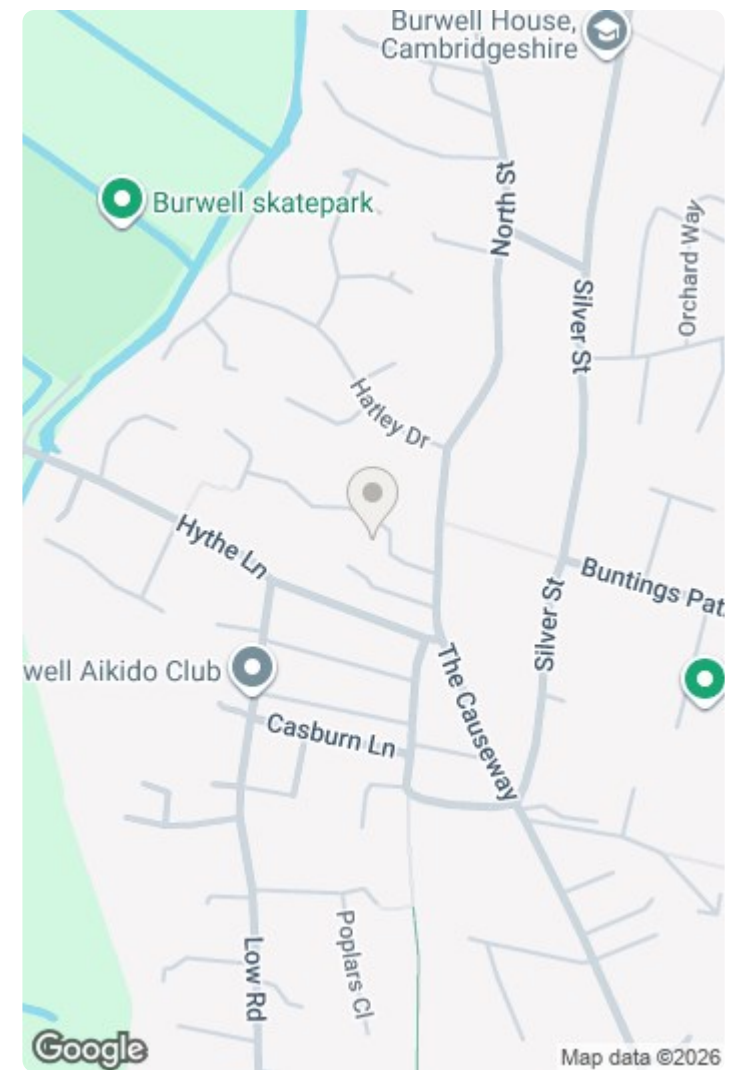 Burwell House,
Cambridgeshire
Burwell skatepark
North St
Orchard Way
Silver St
Hatley Dr
Hythe Ln
Buntings Pat
Silver St
well Aikido Club
The Causeway
Casburn Ln
Poplars Cl
Low Rd
Google
Map data ©2026